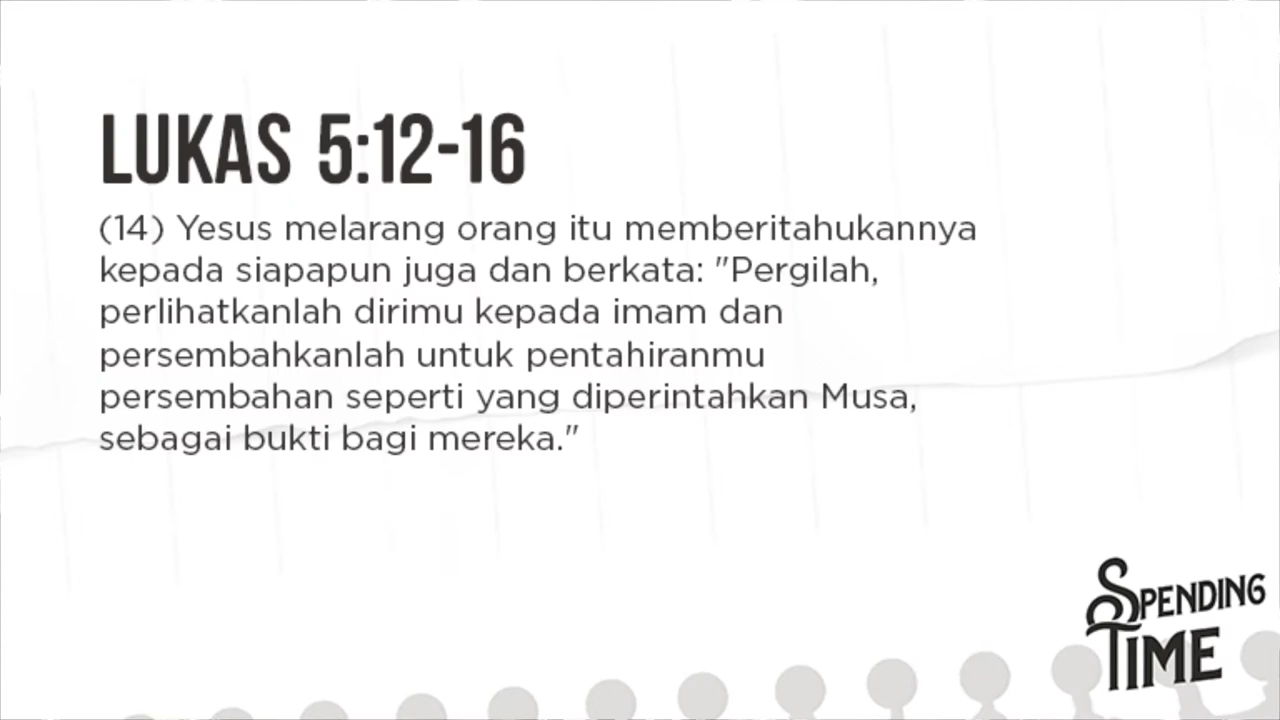 LUKAS 5:12-16
(14) Yesus melarang orang itu memberitahukannya
kepada siapapun juga dan berkata: "Pergilah,
perlihatkanlah dirimu kepada imam dan
persembahkanlah untuk pentahiranmu
persembahan seperti yang diperintahkan Musa,
sebagai bukti bagi mereka."
SPENDING
TIME